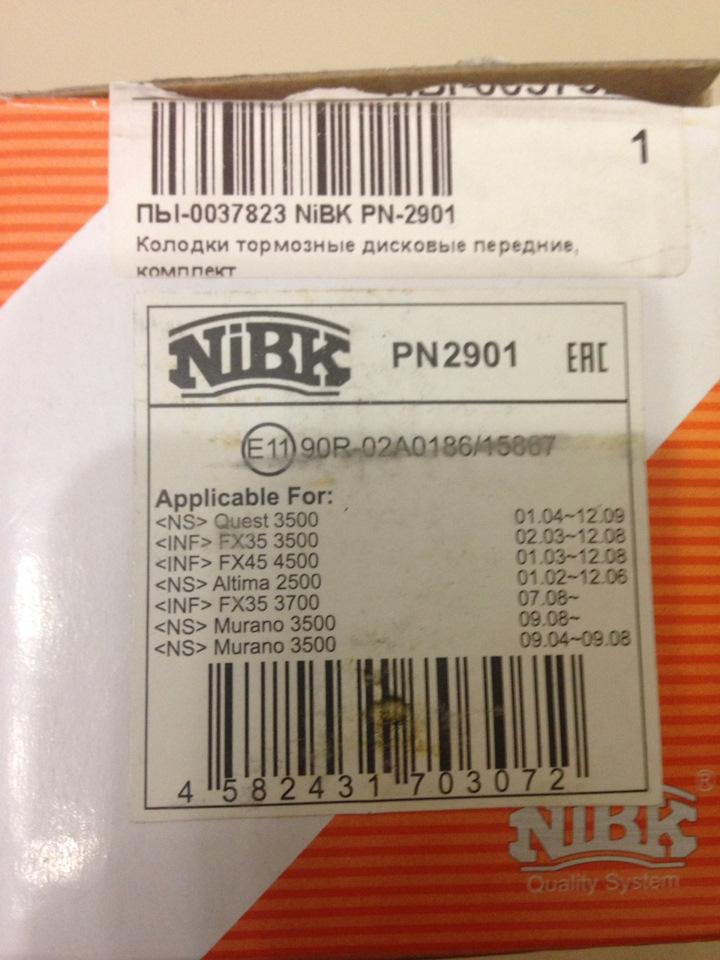 1
ПЫ-0037823 NiBK PN-2901
Колодки тормозные дисковые передние,
комплект
NiBK PN2901 EAC
E11 90R-02A0186/15867
Applicable For:
<NS> Quest 3500 01.04~12.09
<INF> FX35 3500 02.03~12.08
<INF> FX45 4500 01.03~12.08
<NS> Altima 2500 01.02~12.06
<INF> FX35 3700 07.08~
<NS> Murano 3500 09.08~
<NS> Murano 3500 09.04~09.08
4 582431 703072
NiBK ®
Quality System